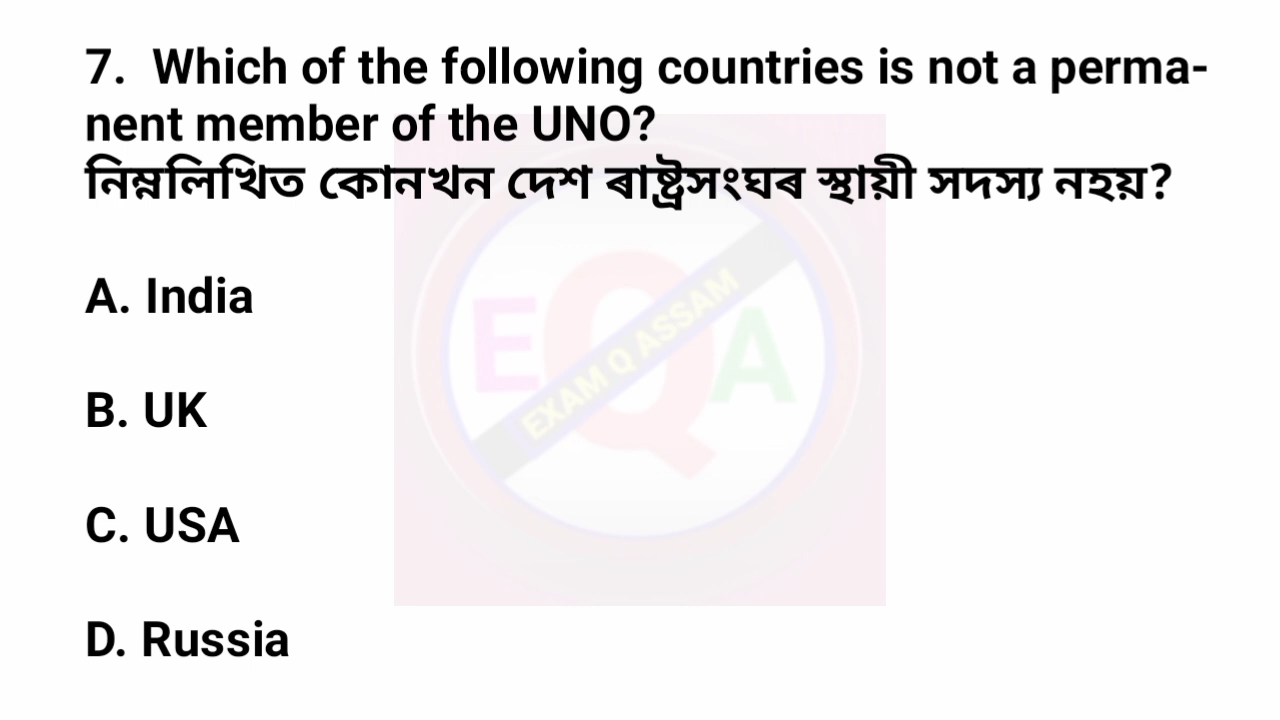 7. Which of the following countries is not a perma-
nent member of the UNO?
নিম্নলিখিত কোনখন দেশ ৰাষ্ট্ৰসংঘৰ স্থায়ী সদস্য নহয়?
A. India
B. UK
C. USA
D. Russia
E Q A
EXAM Q ASSAM